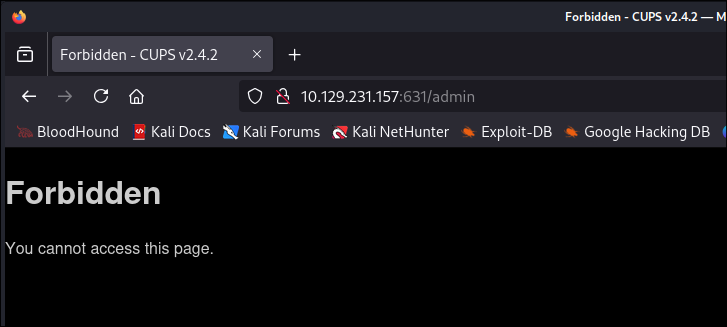 Forbidden - CUPS v2.4.2 — M
Forbidden - CUPS v2.4.2
10.129.231.157:631/admin
BloodHound Kali Docs Kali Forums Kali NetHunter Exploit-DB Google Hacking DB
Forbidden
You cannot access this page.